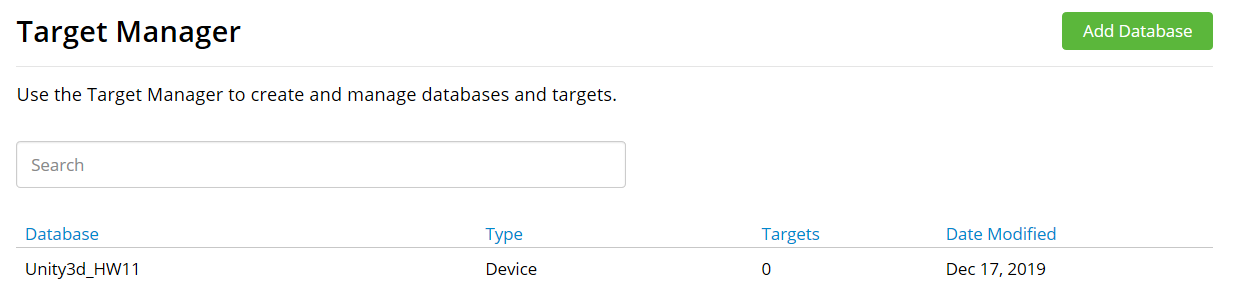 Target Manager
Add Database
Use the Target Manager to create and manage databases and targets.
Search
Database Type Targets Date Modified
Unity3d_HW11 Device 0 Dec 17, 2019